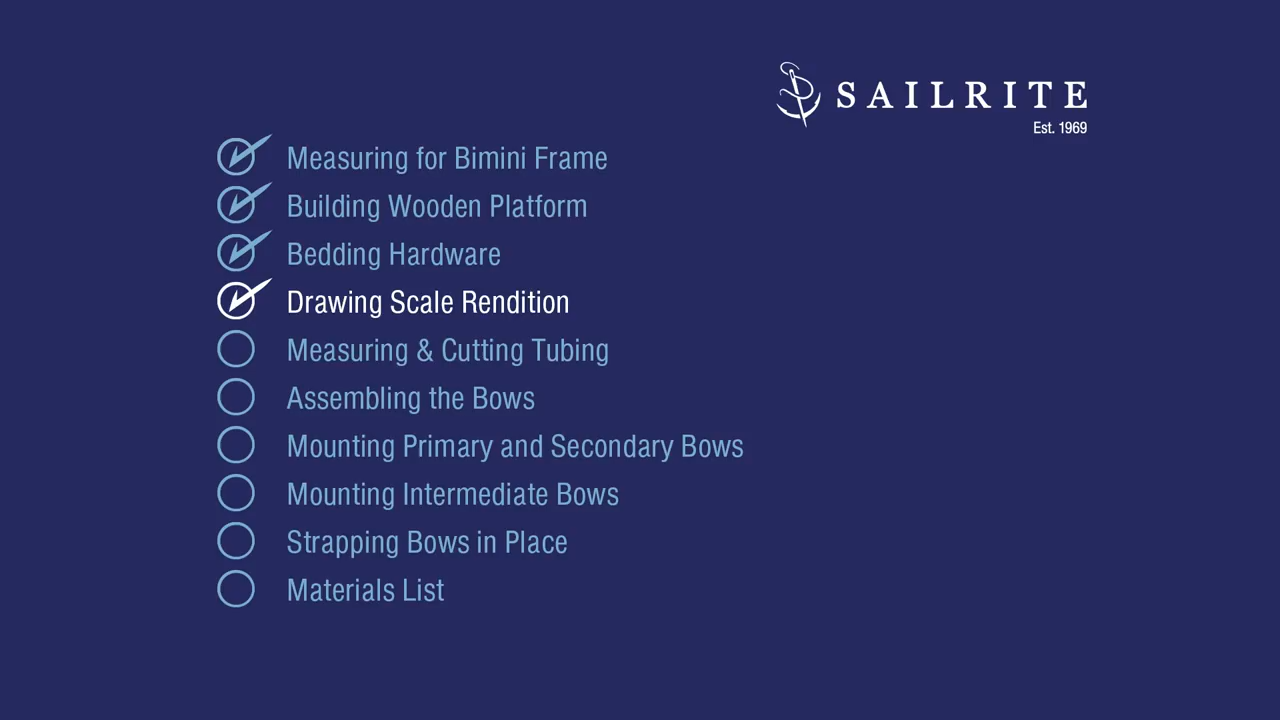 SAILRITE
Est. 1969
Measuring for Bimini Frame
Building Wooden Platform
Bedding Hardware
Drawing Scale Rendition
Measuring & Cutting Tubing
Assembling the Bows
Mounting Primary and Secondary Bows
Mounting Intermediate Bows
Strapping Bows in Place
Materials List